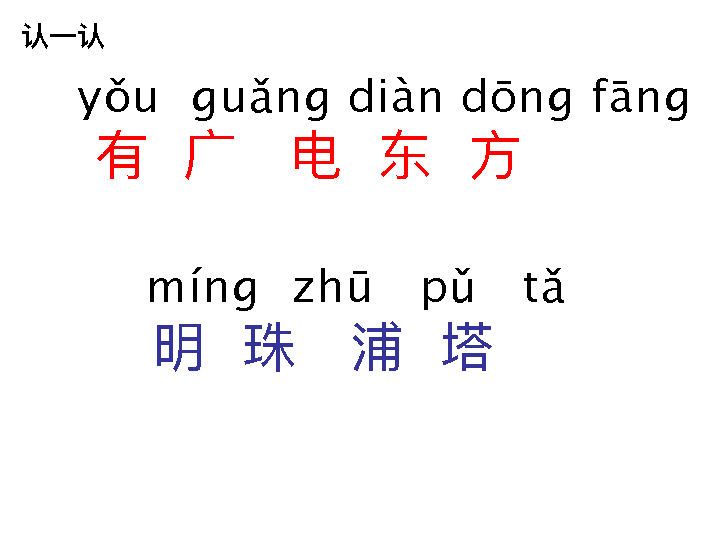 认一认
yǒu guǎng diàn dōng fāng
有 广 电 东 方
míng zhū pǔ tǎ
明 珠 浦 塔